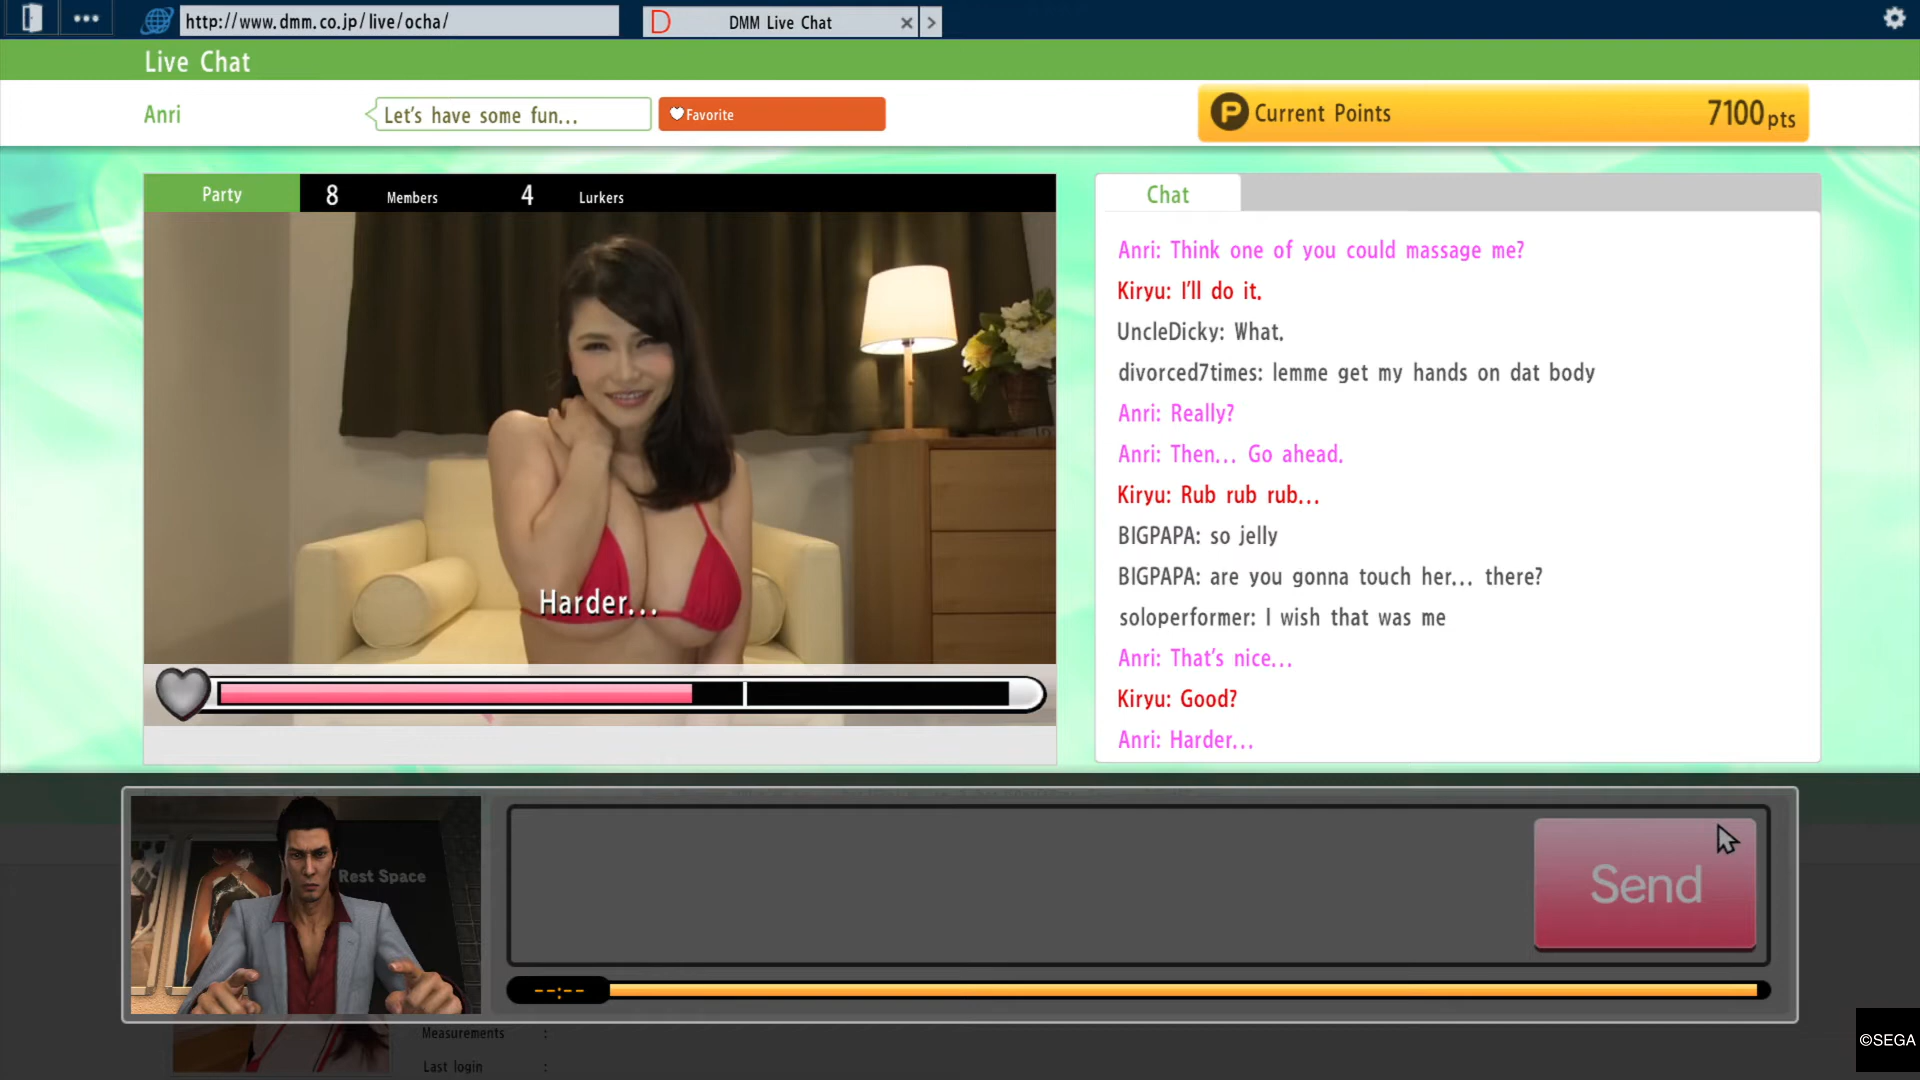 http://www.dmm.co.jp/live/ocha/
DMM Live Chat
Live Chat
Anri
Let's have some fun...
Favorite
P Current Points 7100 pts
Party 8 Members 4 Lurkers
Chat
Anri: Think one of you could massage me?
Kiryu: I'll do it.
UncleDicky: What.
divorced7times: lemme get my hands on dat body
Anri: Really?
Anri: Then... Go ahead.
Kiryu: Rub rub rub...
BIGPAPA: so jelly
BIGPAPA: are you gonna touch her... there?
soloperformer: I wish that was me
Anri: That's nice...
Kiryu: Good?
Anri: Harder...
Harder...
Rest Space
Send
--:--
Measurements :
Last login :
©SEGA